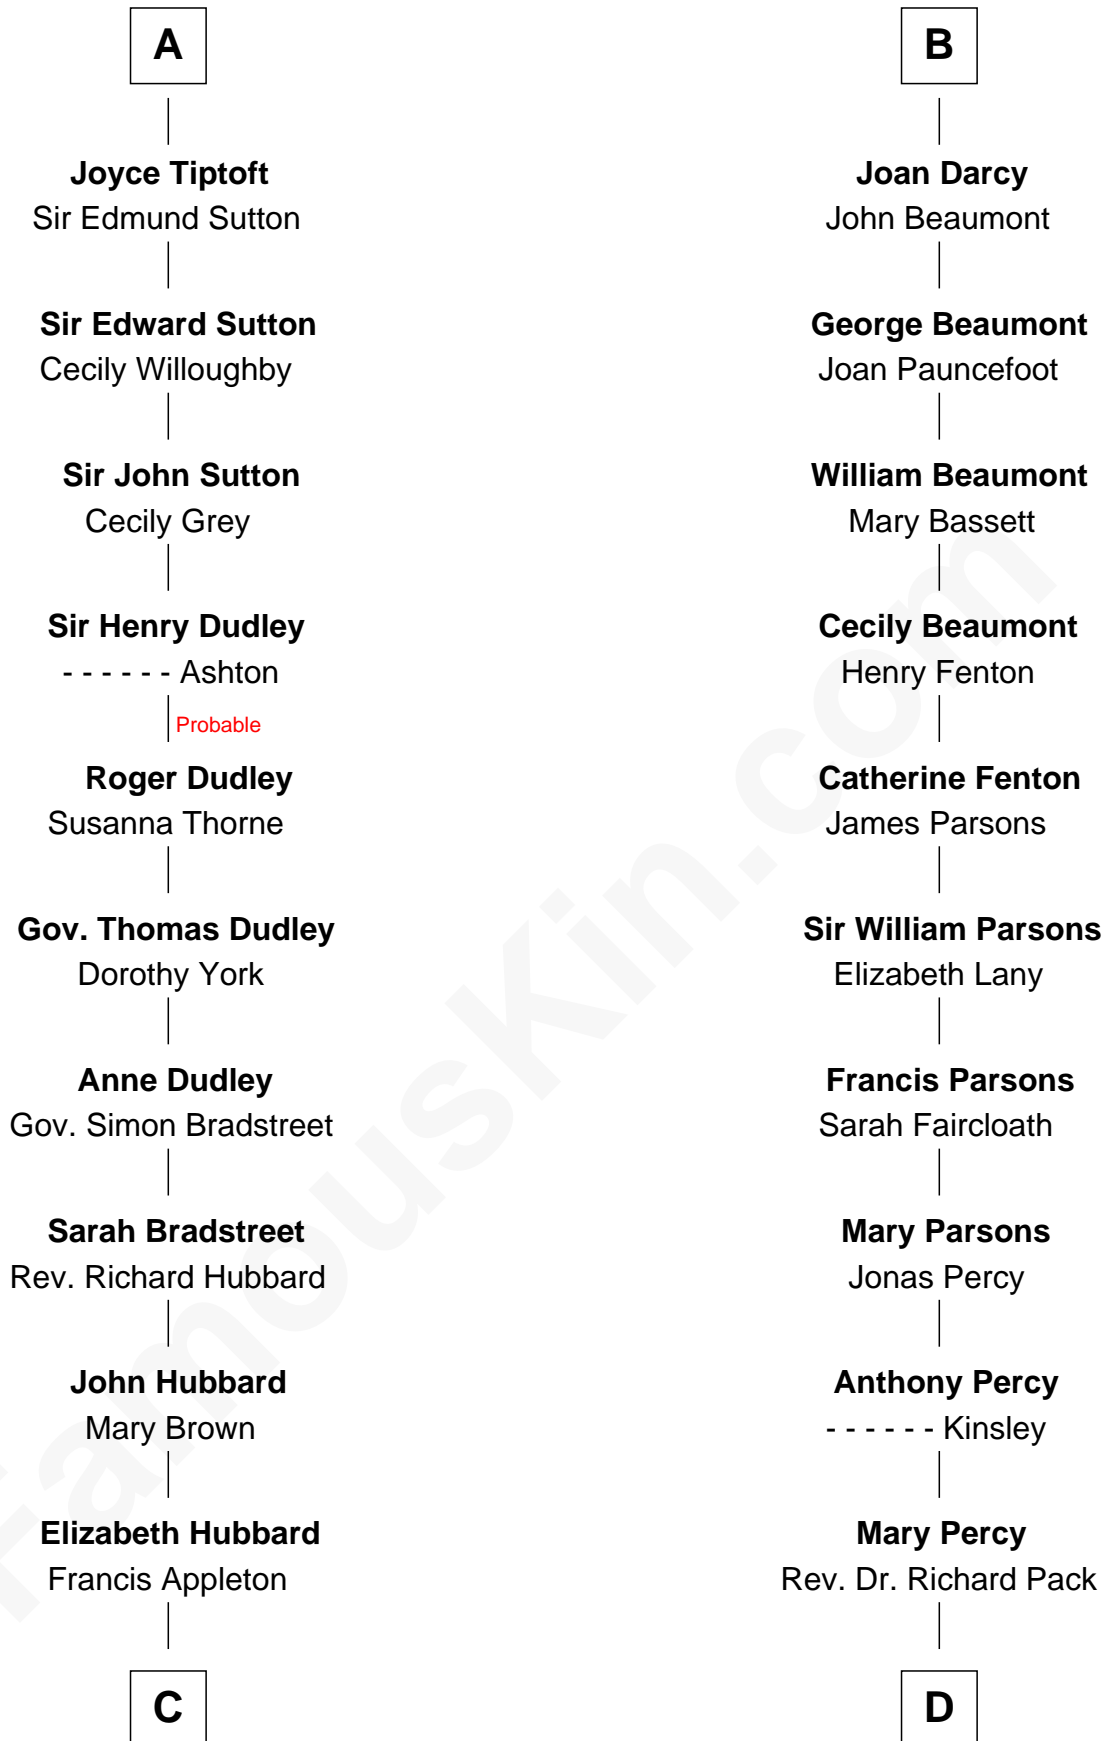 A
Joyce Tiptoft
Sir Edmund Sutton
Sir Edward Sutton
Cecily Willoughby
Sir John Sutton
Cecily Grey
Sir Henry Dudley
- - - - - - Ashton
Probable
Roger Dudley
Susanna Thorne
Gov. Thomas Dudley
Dorothy York
Anne Dudley
Gov. Simon Bradstreet
Sarah Bradstreet
Rev. Richard Hubbard
John Hubbard
Mary Brown
Elizabeth Hubbard
Francis Appleton
C
B
Joan Darcy
John Beaumont
George Beaumont
Joan Pauncefoot
William Beaumont
Mary Bassett
Cecily Beaumont
Henry Fenton
Catherine Fenton
James Parsons
Sir William Parsons
Elizabeth Lany
Francis Parsons
Sarah Faircloath
Mary Parsons
Jonas Percy
Anthony Percy
- - - - - - Kinsley
Mary Percy
Rev. Dr. Richard Pack
D
FamousKin.com